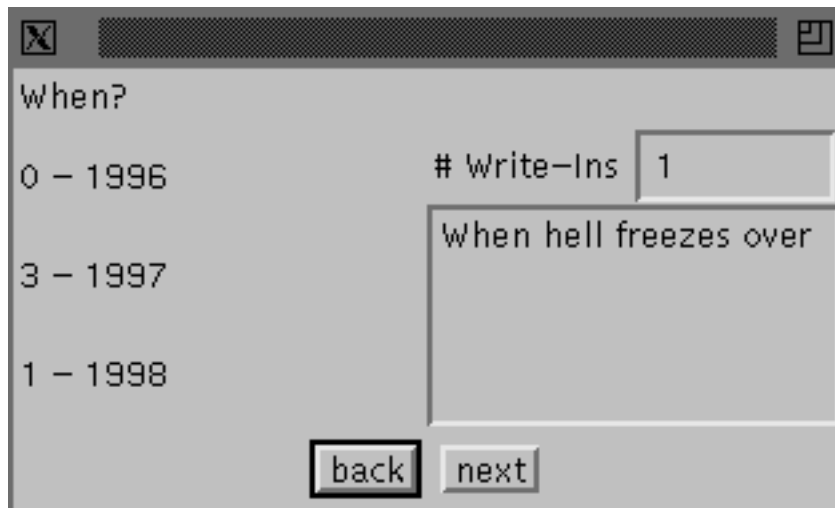 When?
# Write-Ins 1
0 - 1996
When hell freezes over
3 - 1997
1 - 1998
back next